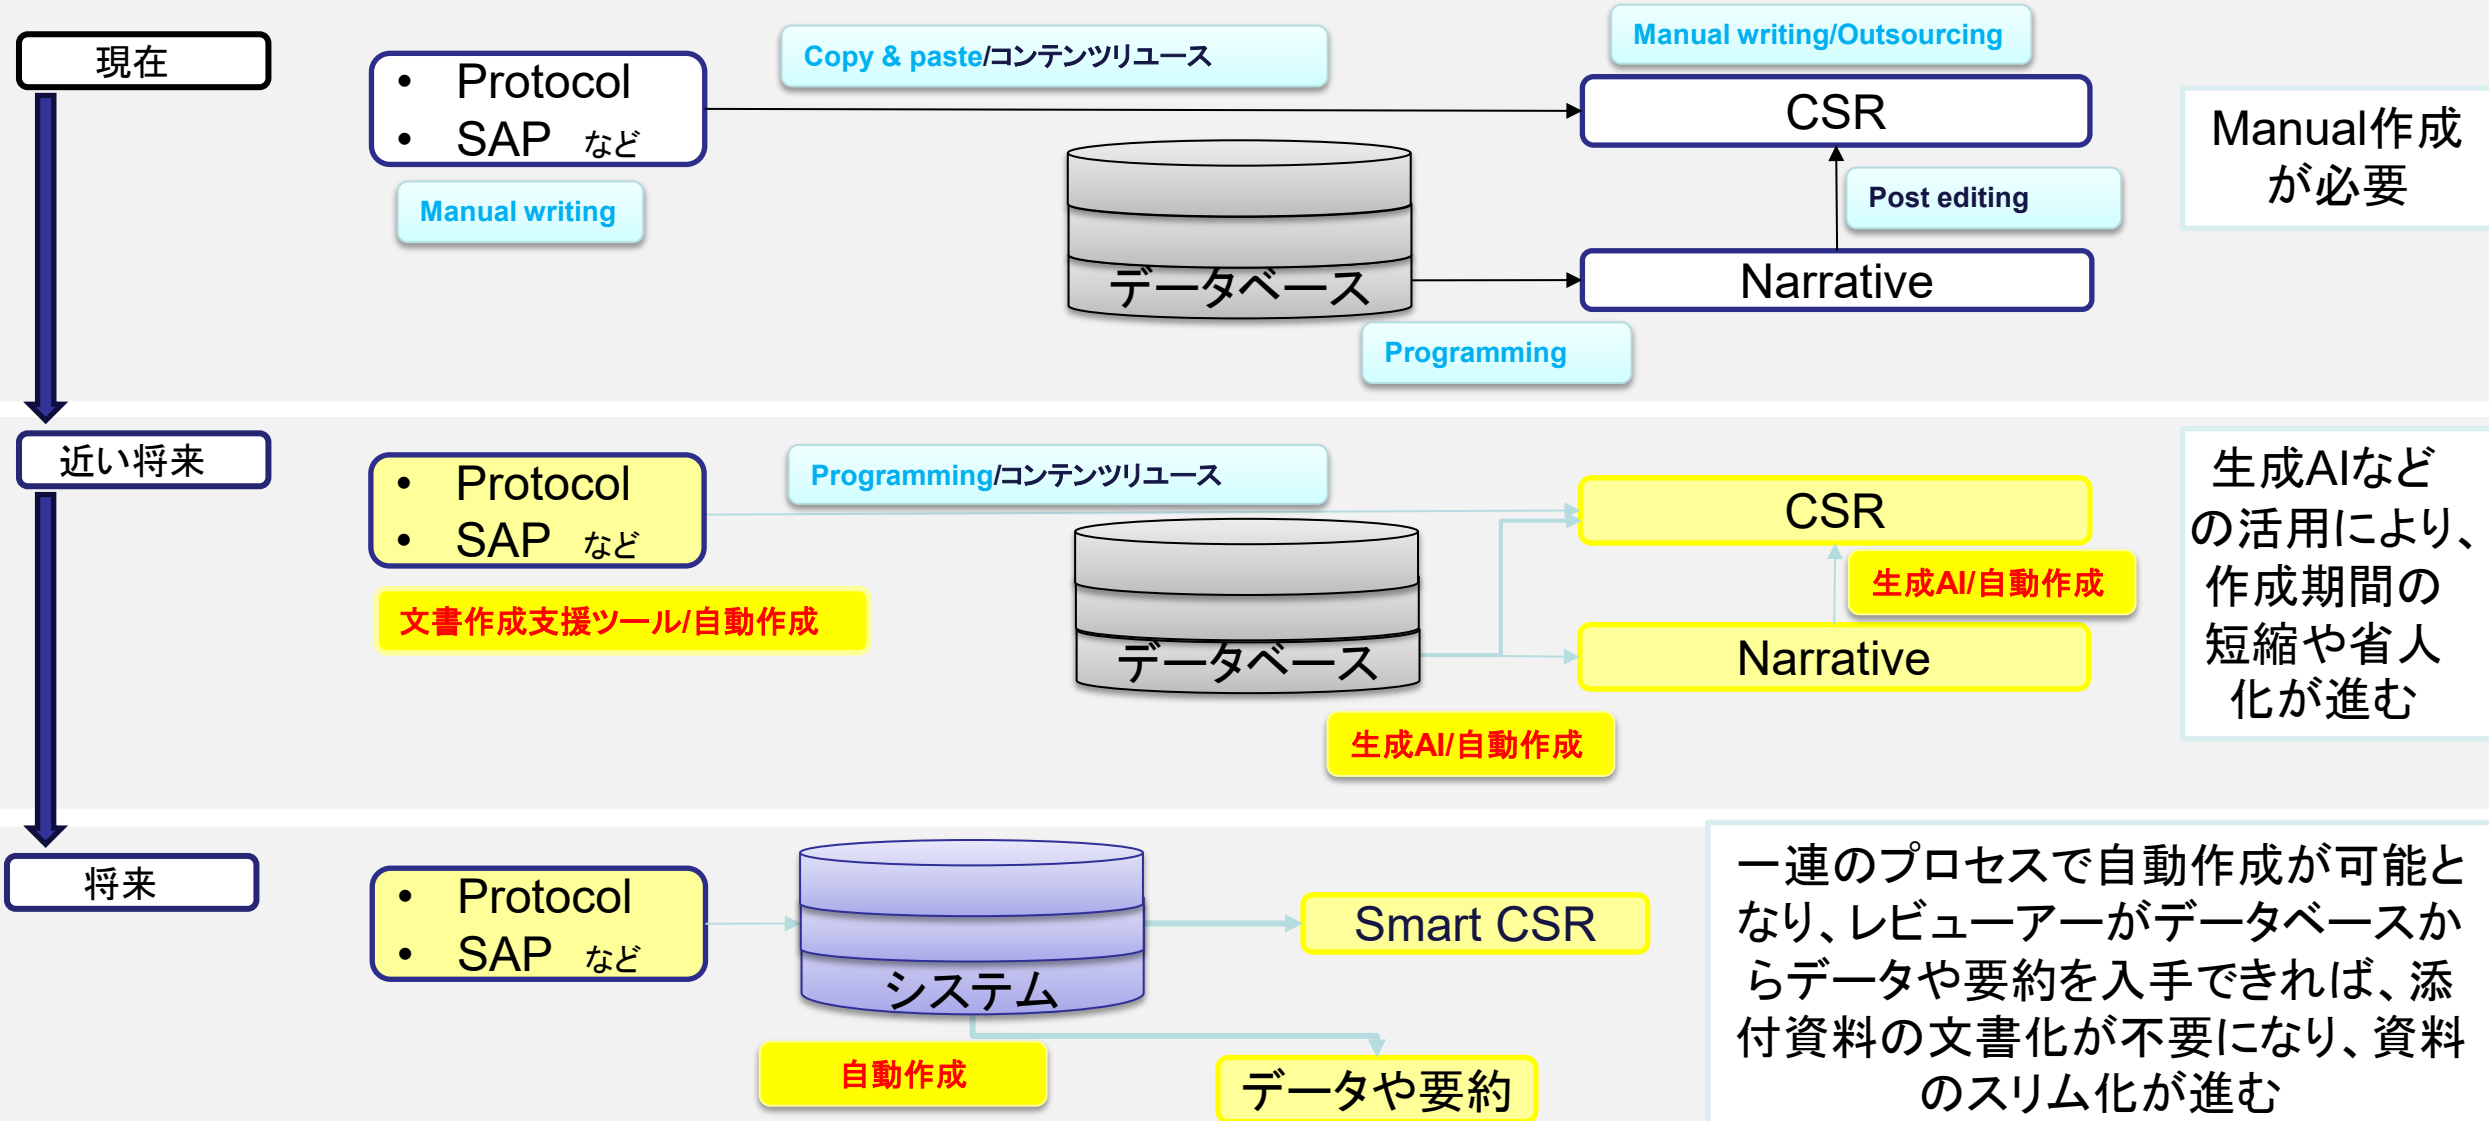 現在
• Protocol
• SAP など
Manual writing
Copy & paste/コンテンツリユース
Manual writing/Outsourcing
CSR
Post editing
データベース
Narrative
Programming
Manual作成
が必要
近い将来
• Protocol
• SAP など
文書作成支援ツール/自動作成
Programming/コンテンツリユース
CSR
生成AI/自動作成
データベース
Narrative
生成AI/自動作成
生成AIなど
の活用により、
作成期間の
短縮や省人
化が進む
将来
• Protocol
• SAP など
システム
自動作成
Smart CSR
データや要約
一連のプロセスで自動作成が可能と
なり、レビューアーがデータベースか
らデータや要約を入手できれば、添
付資料の文書化が不要になり、資料
のスリム化が進む